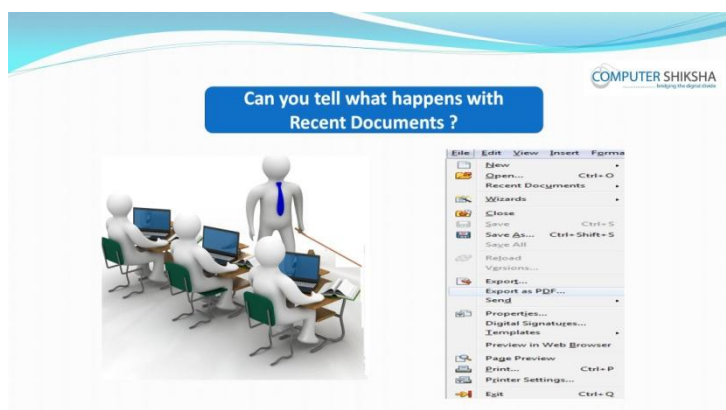 COMPUTER SHIKSHA
bridging the digital divide
Can you tell what happens with
Recent Documents ?
File Edit View Insert Forma
New
Open... Ctrl+O
Recent Documents
Wizards
Close
Save Ctrl+S
Save As... Ctrl+Shift+S
Save All
Reload
Versions...
Export...
Export as PDF...
Send
Properties...
Digital Signatures...
Templates
Preview in Web Browser
Page Preview
Print... Ctrl+P
Printer Settings...
Exit Ctrl+Q